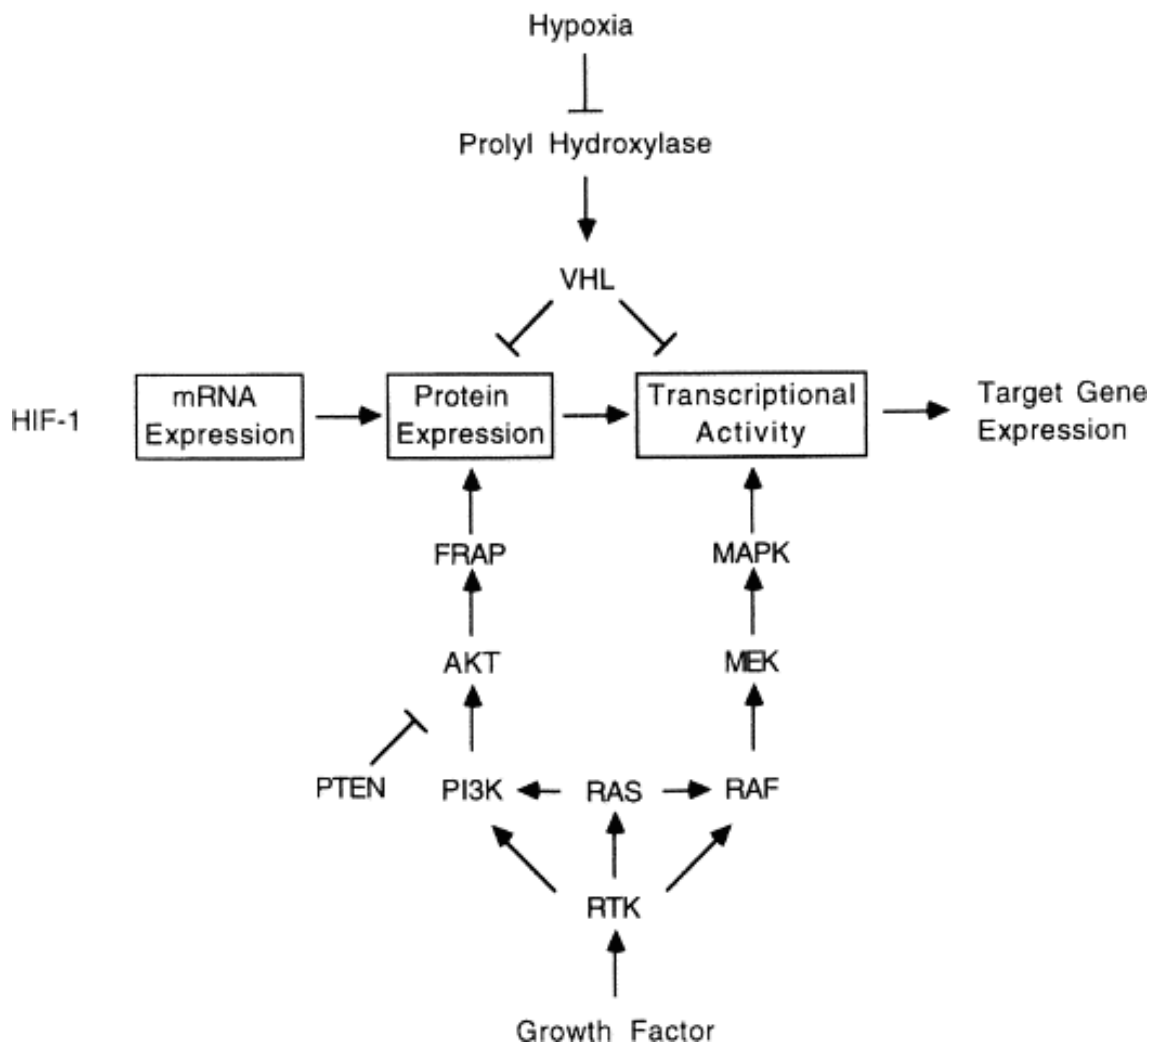 Hypoxia
Prolyl Hydroxylase
VHL
HIF-1
mRNA
Expression
Protein
Expression
Transcriptional
Activity
Target Gene
Expression
FRAP
MAPK
AKT
MEK
PTEN
PI3K
RAS
RAF
RTK
Growth Factor